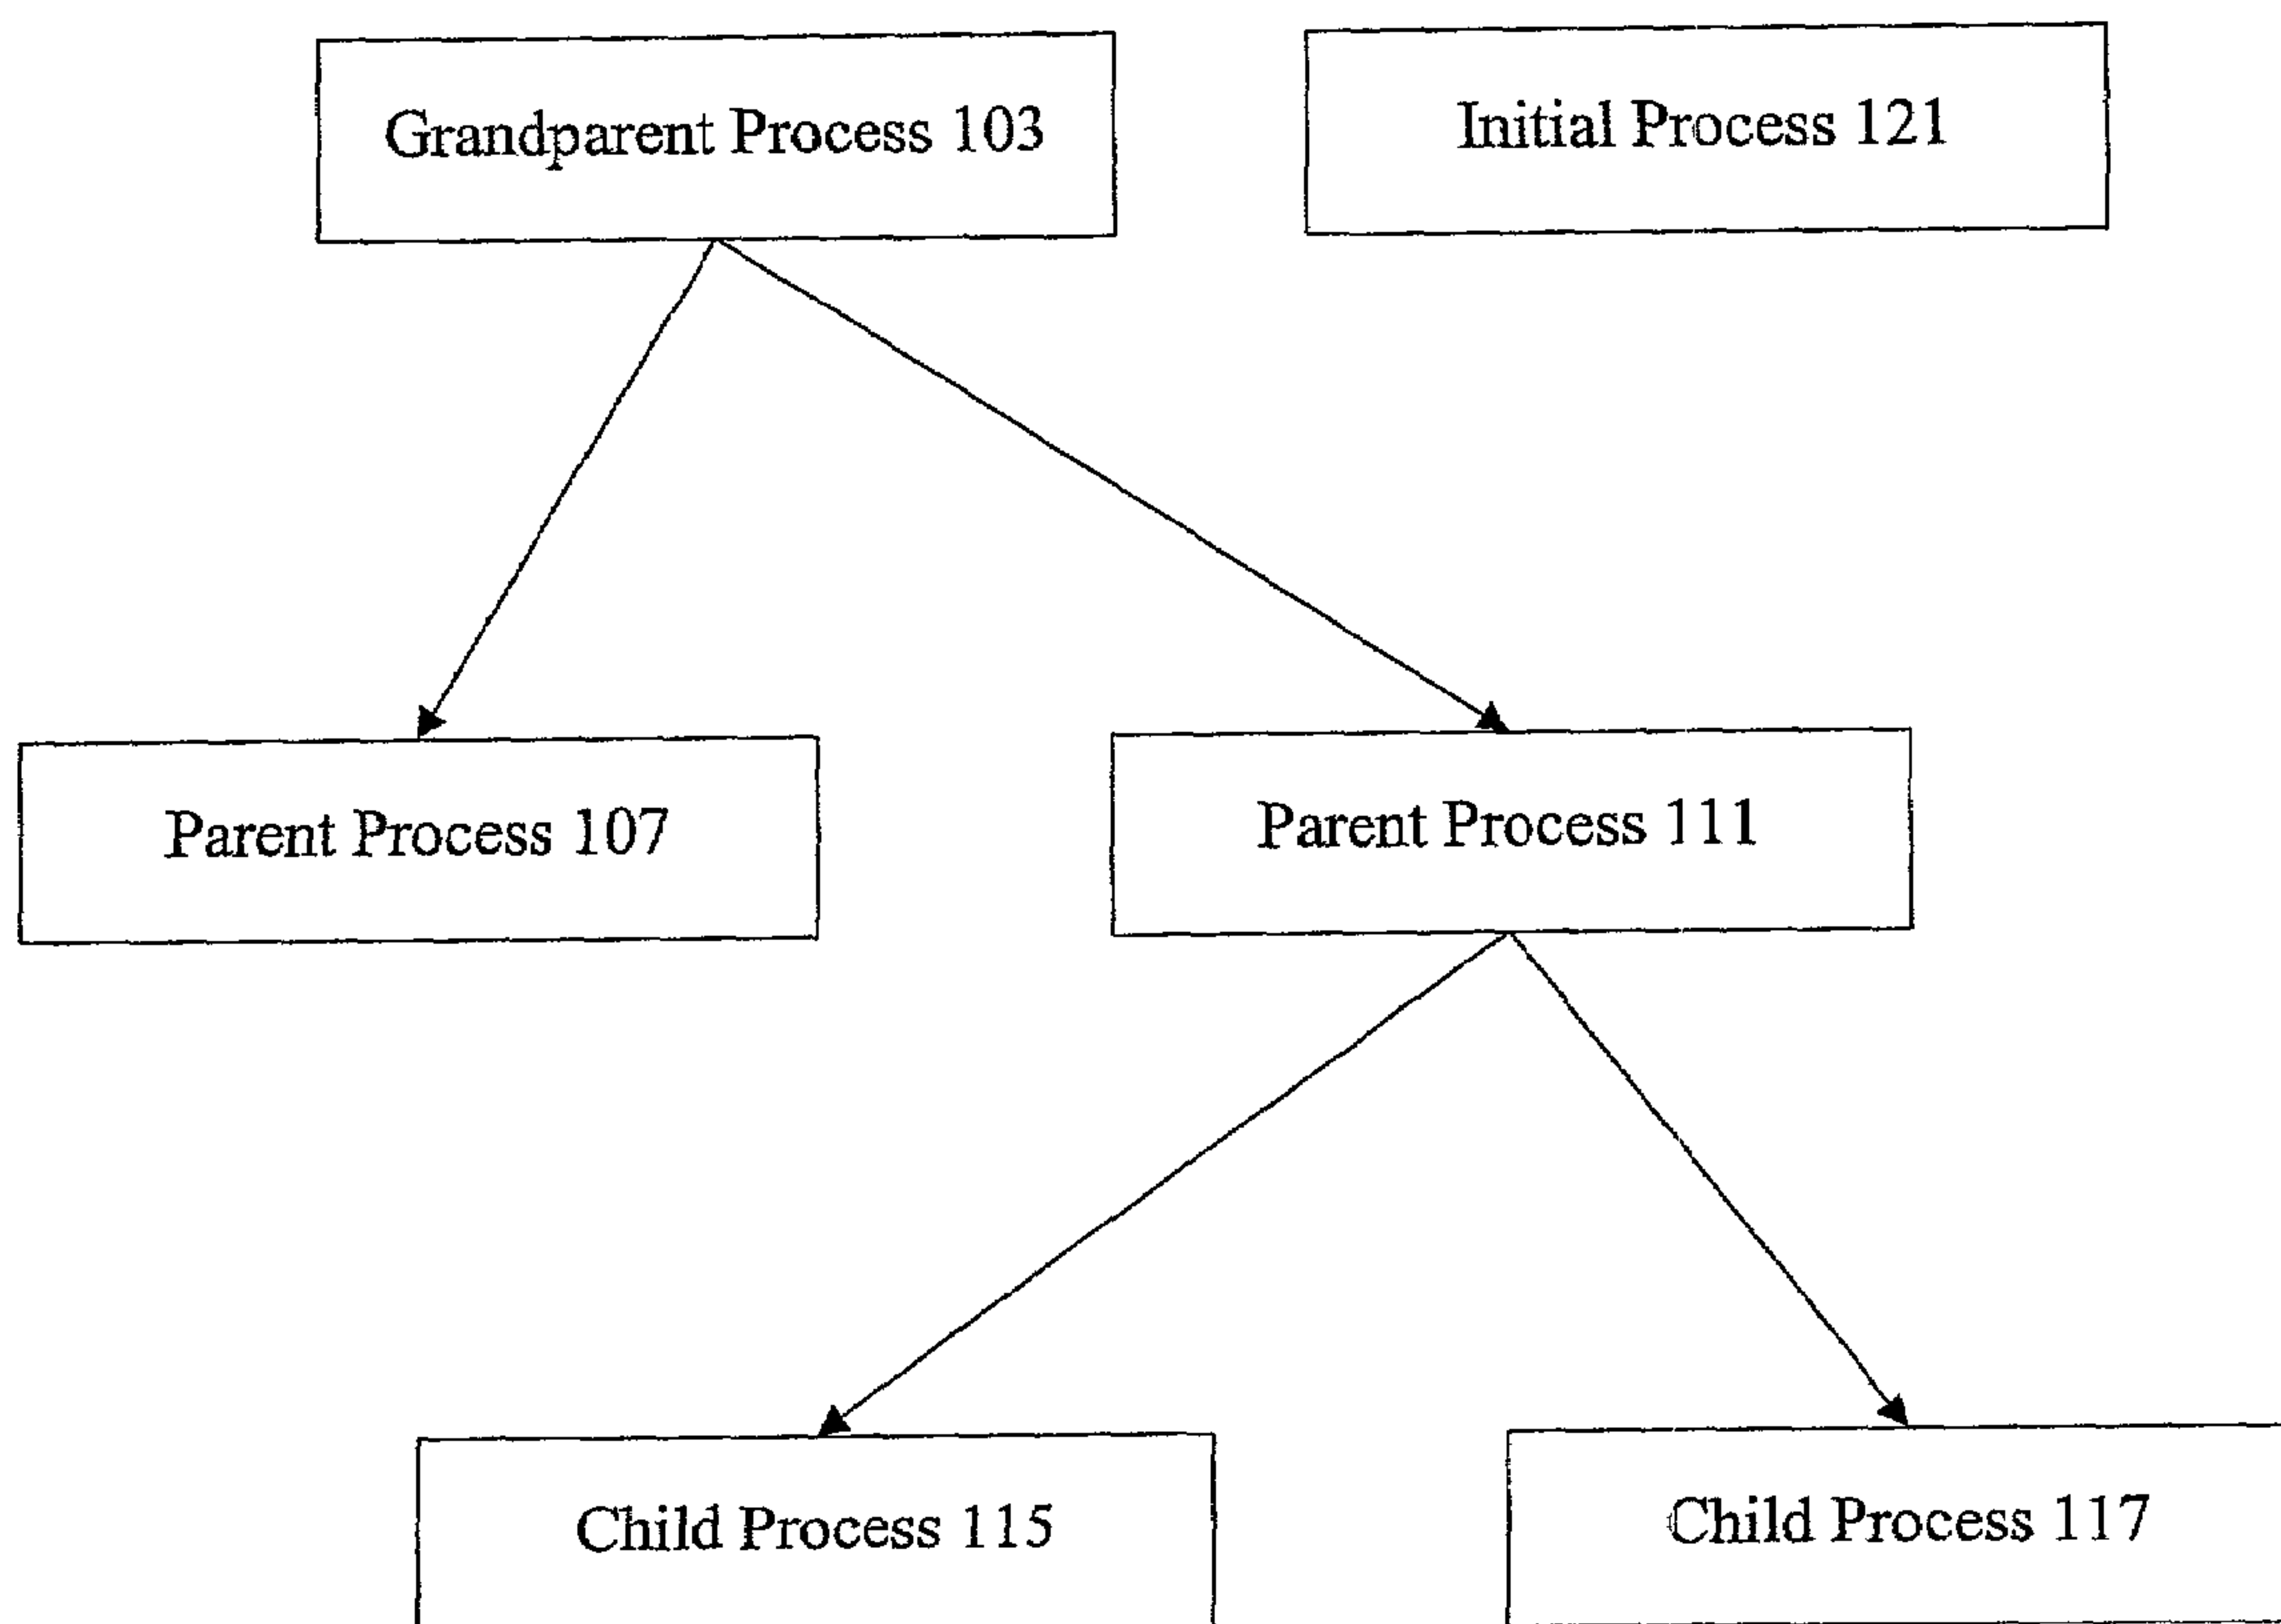 Grandparent Process 103
Initial Process 121
Parent Process 107
Parent Process 111
Child Process 115
Child Process 117